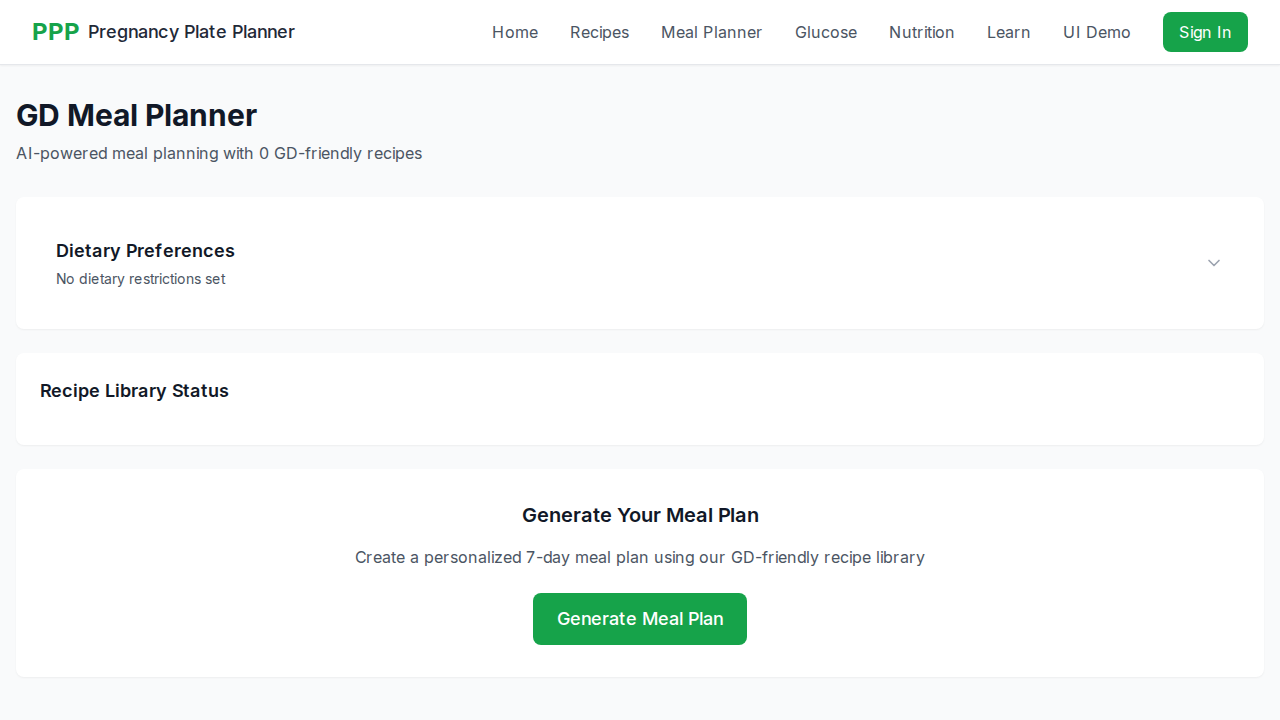 PPP Pregnancy Plate Planner Home Recipes Meal Planner Glucose Nutrition Learn UI Demo Sign In
GD Meal Planner
AI-powered meal planning with 0 GD-friendly recipes
Dietary Preferences
No dietary restrictions set
Recipe Library Status
Generate Your Meal Plan
Create a personalized 7-day meal plan using our GD-friendly recipe library
Generate Meal Plan